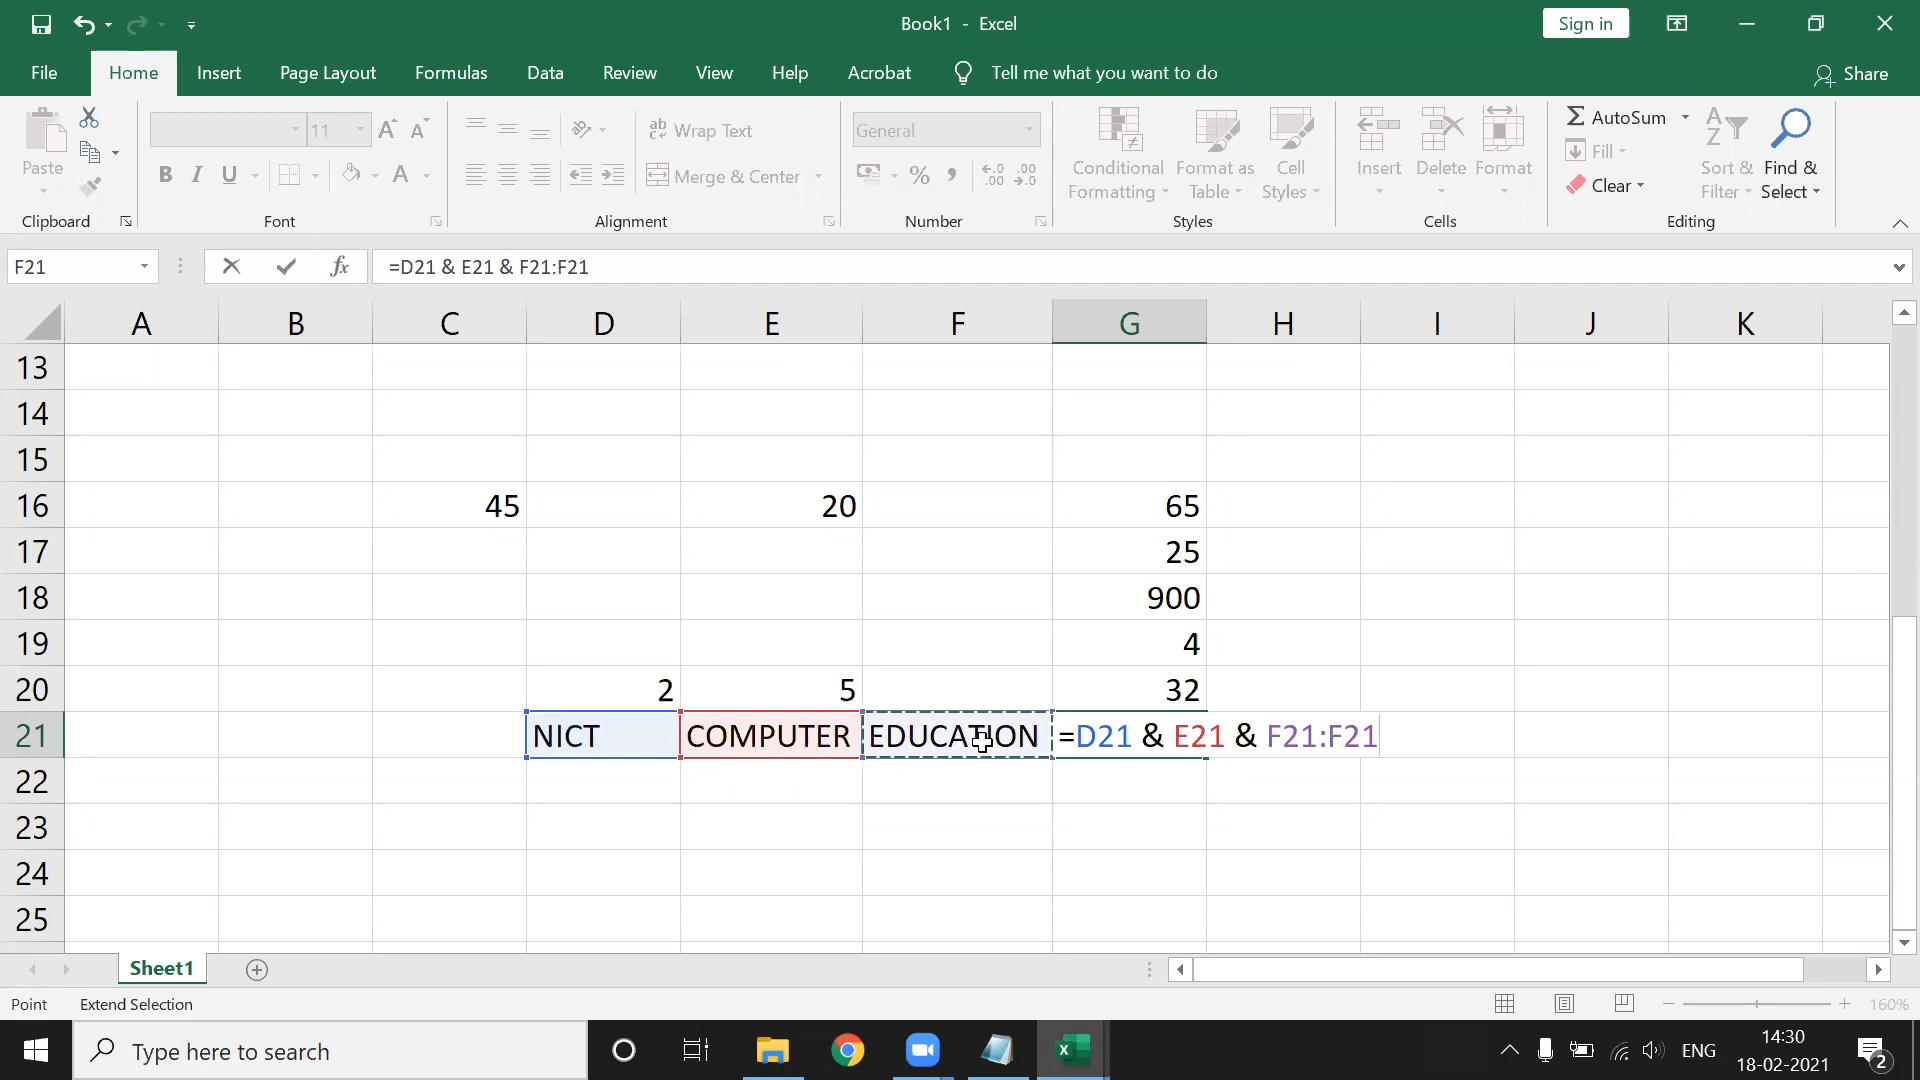 Book1 - Excel
Sign in
File Home Insert Page Layout Formulas Data Review View Help Acrobat Tell me what you want to do Share
Paste
11
Wrap Text
General
Merge & Center
Conditional Formatting
Format as Table
Cell Styles
Insert
Delete
Format
AutoSum
Fill
Clear
Sort & Filter
Find & Select
Clipboard Font Alignment Number Styles Cells Editing
F21 fx =D21 & E21 & F21:F21
A B C D E F G H I J K
13
14
15
16 45 20 65
17 25
18 900
19 4
20 2 5 32
21 NICT COMPUTER EDUCATION =D21 & E21 & F21:F21
22
23
24
25
Sheet1
Point Extend Selection 160%
Type here to search
ENG
14:30
18-02-2021
2